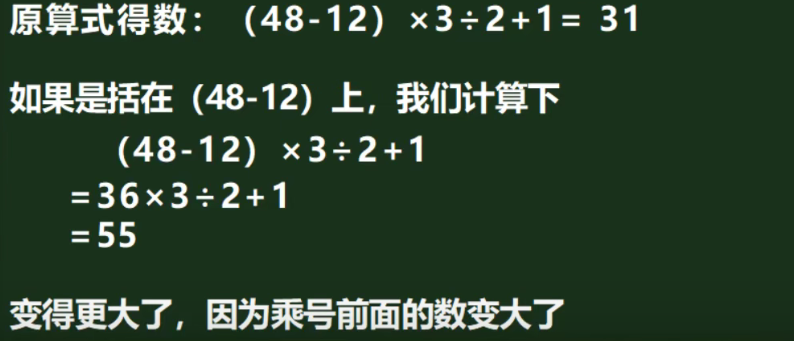 原算式得数：（48-12）×3÷2+1= 31
如果是括在（48-12）上，我们计算下
（48-12）×3÷2+1
=36×3÷2+1
=55
变得更大了，因为乘号前面的数变大了